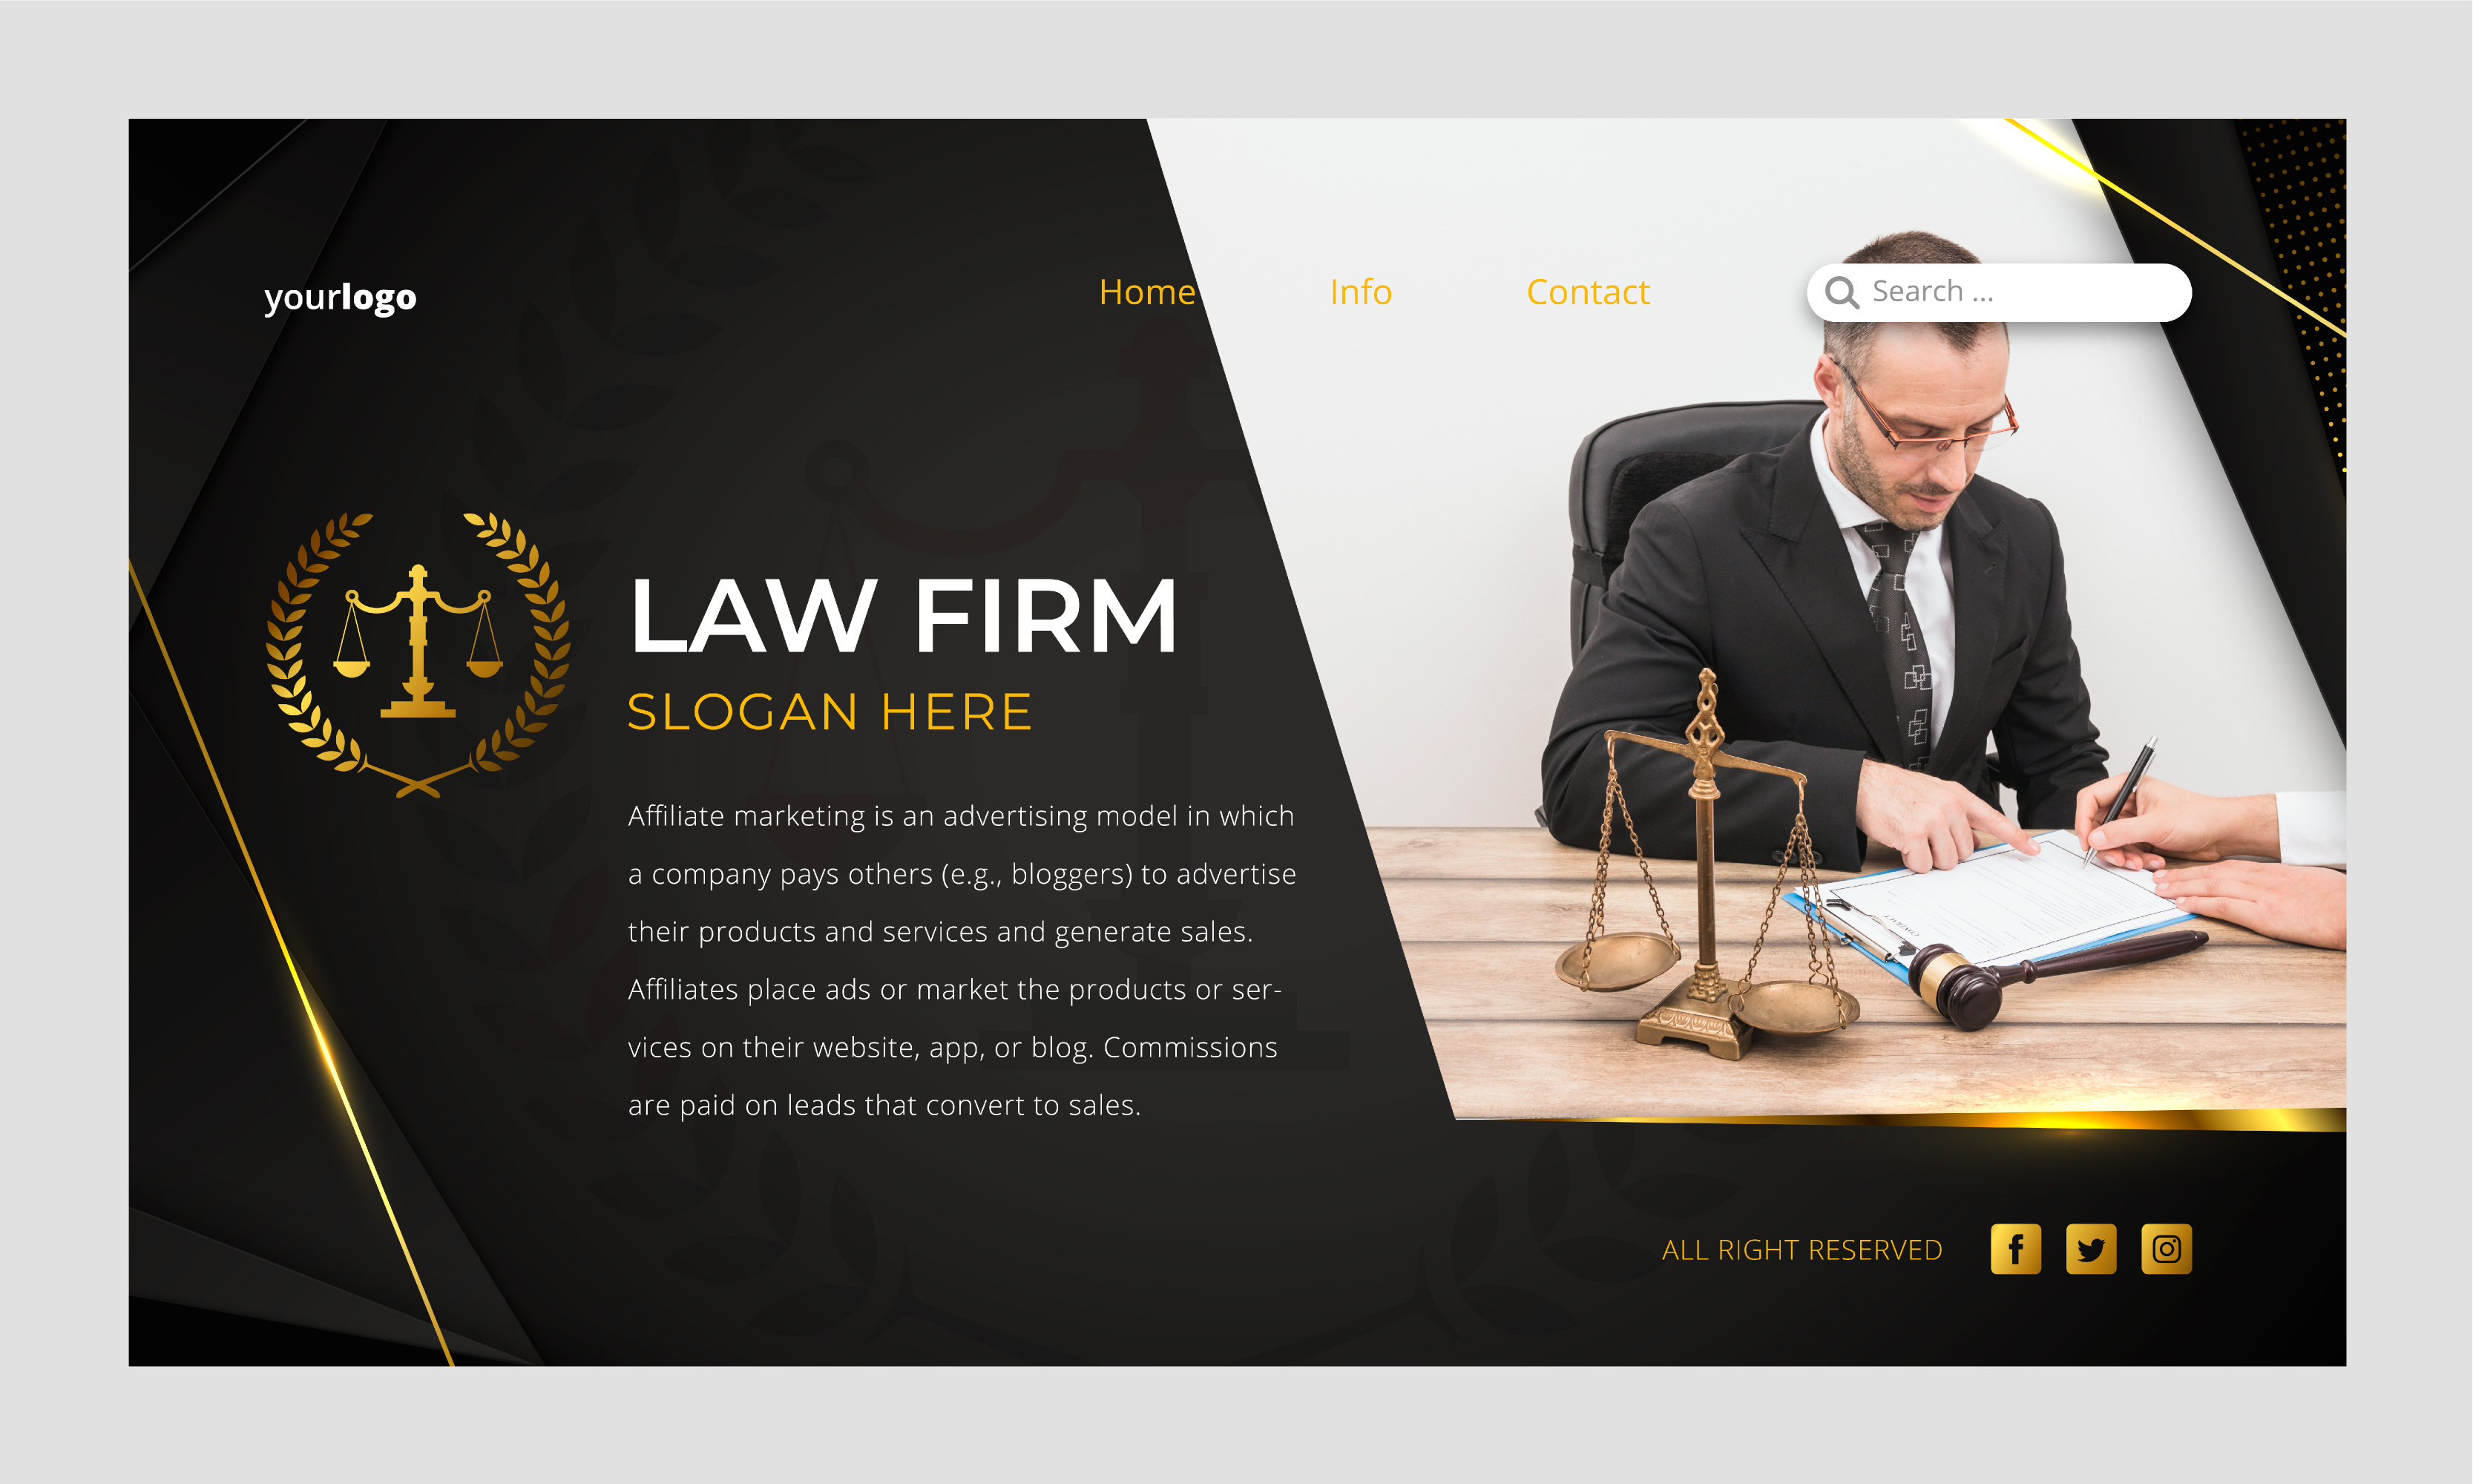 yourlogo
Home
Info
Contact
Search ...
LAW FIRM
SLOGAN HERE
Affiliate marketing is an advertising model in which
a company pays others (e.g., bloggers) to advertise
their products and services and generate sales.
Affiliates place ads or market the products or ser-
vices on their website, app, or blog. Commissions
are paid on leads that convert to sales.
ALL RIGHT RESERVED